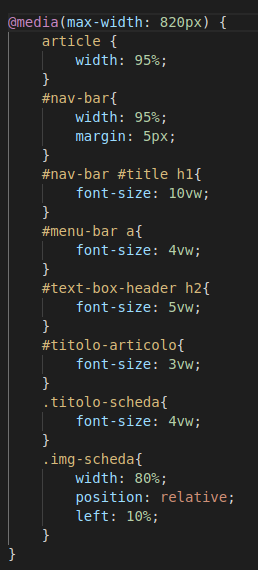 @media(max-width: 820px) {
    article {
        width: 95%;
    }
    #nav-bar{
        width: 95%;
        margin: 5px;
    }
    #nav-bar #title h1{
        font-size: 10vw;
    }
    #menu-bar a{
        font-size: 4vw;
    }
    #text-box-header h2{
        font-size: 5vw;
    }
    #titolo-articolo{
        font-size: 3vw;
    }
    .titolo-scheda{
        font-size: 4vw;
    }
    .img-scheda{
        width: 80%;
        position: relative;
        left: 10%;
    }
}